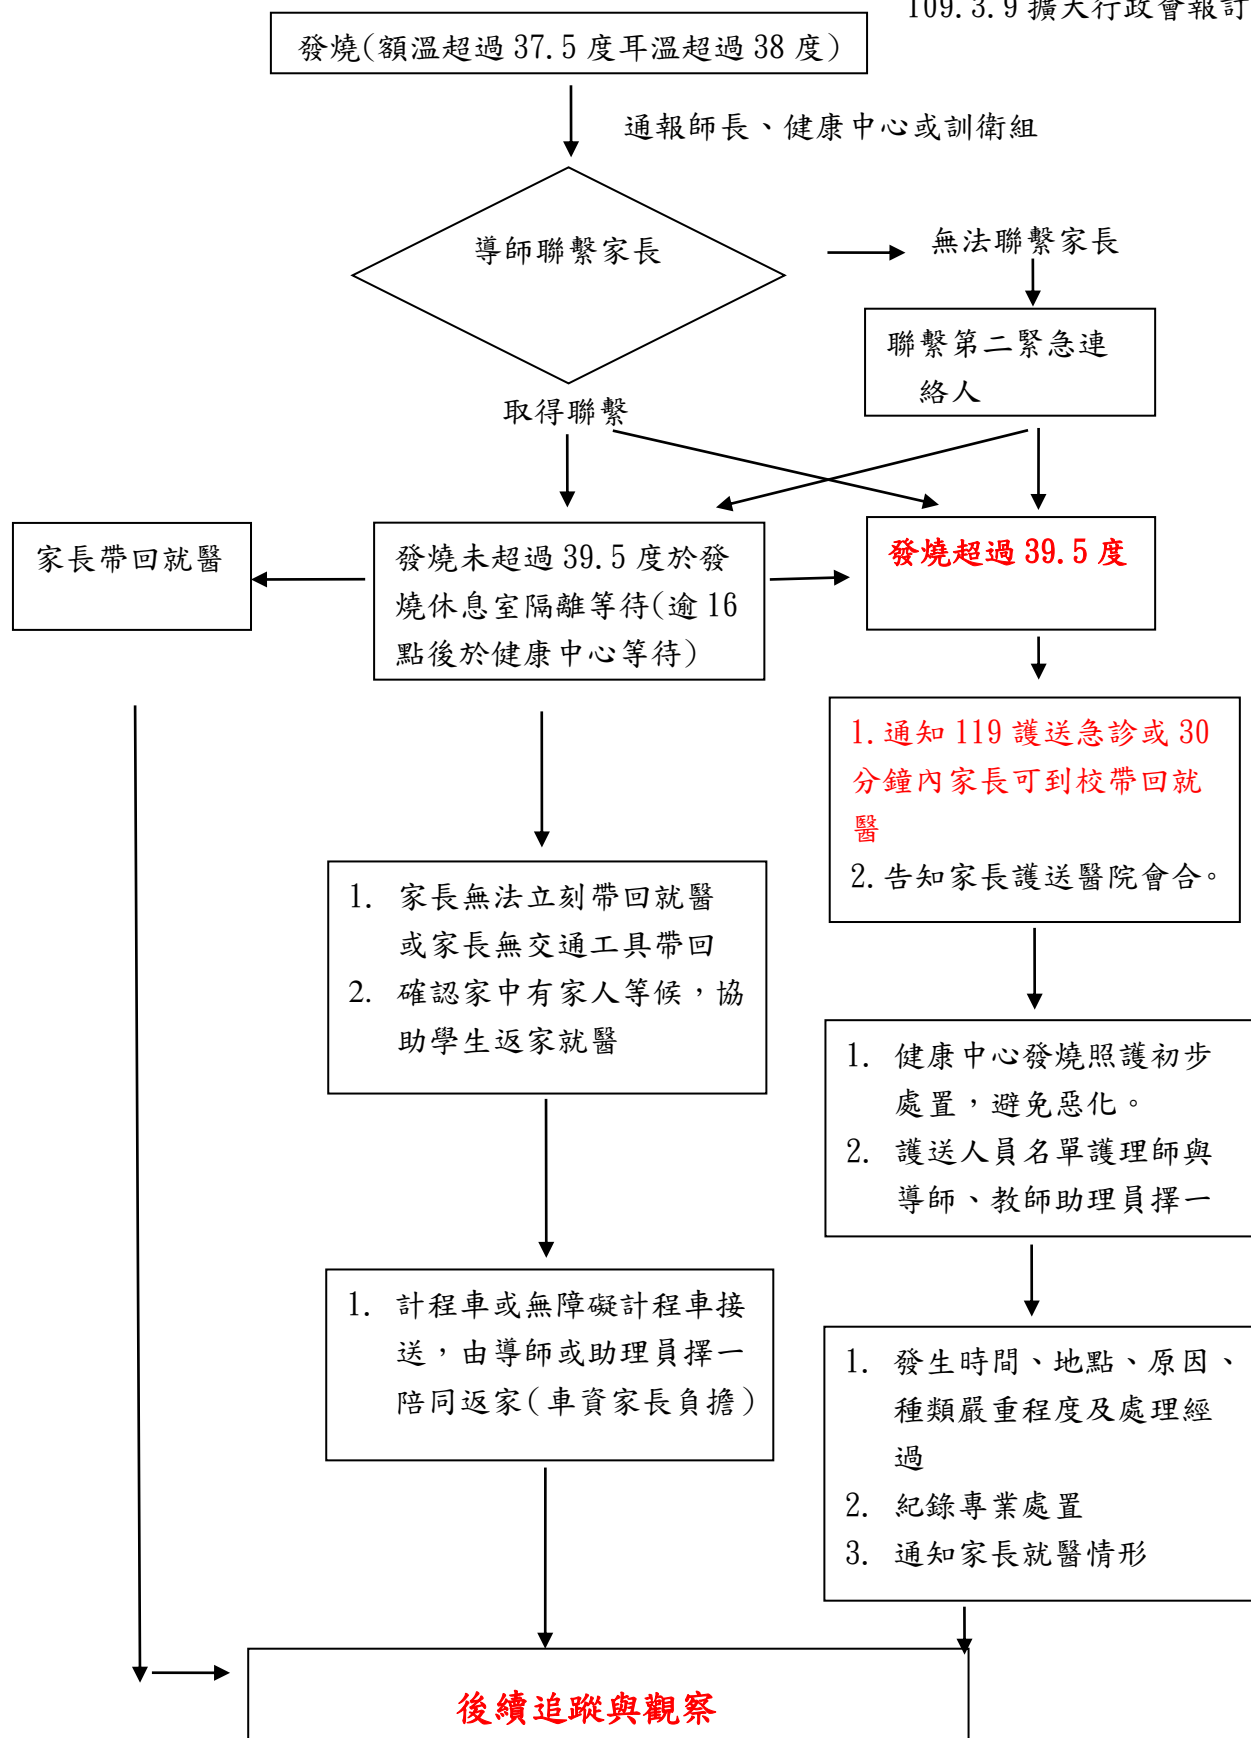 109.3.9擴大行政會報訂
發燒(額溫超過 37.5 度耳溫超過 38 度)
通報師長、健康中心或訓衛組
導師聯繫家長
無法聯繫家長
聯繫第二緊急連
絡人
取得聯繫
家長帶回就醫
發燒未超過 39.5 度於發
燒休息室隔離等待(逾 16
點後於健康中心等待)
發燒超過 39.5 度
1.通知 119 護送急診或 30
分鐘內家長可到校帶回就
醫
2.告知家長護送醫院會合。
1. 家長無法立刻帶回就醫
或家長無交通工具帶回
2. 確認家中有家人等候，協
助學生返家就醫
1. 健康中心發燒照護初步
處置，避免惡化。
2. 護送人員名單護理師與
導師、教師助理員擇一
1. 計程車或無障礙計程車接
送，由導師或助理員擇一
陪同返家(車資家長負擔)
1. 發生時間、地點、原因、
種類嚴重程度及處理經
過
2. 紀錄專業處置
3. 通知家長就醫情形
後續追蹤與觀察